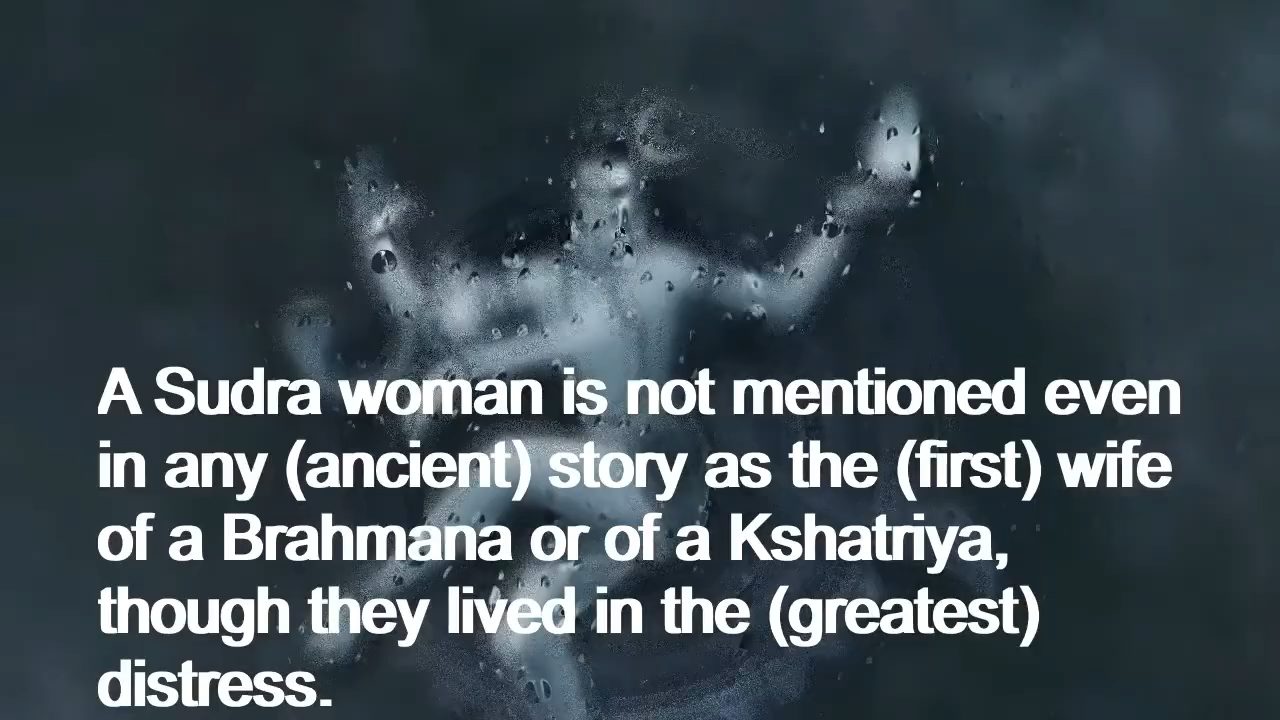 A Sudra woman is not mentioned even
in any (ancient) story as the (first) wife
of a Brahmana or of a Kshatriya,
though they lived in the (greatest)
distress.